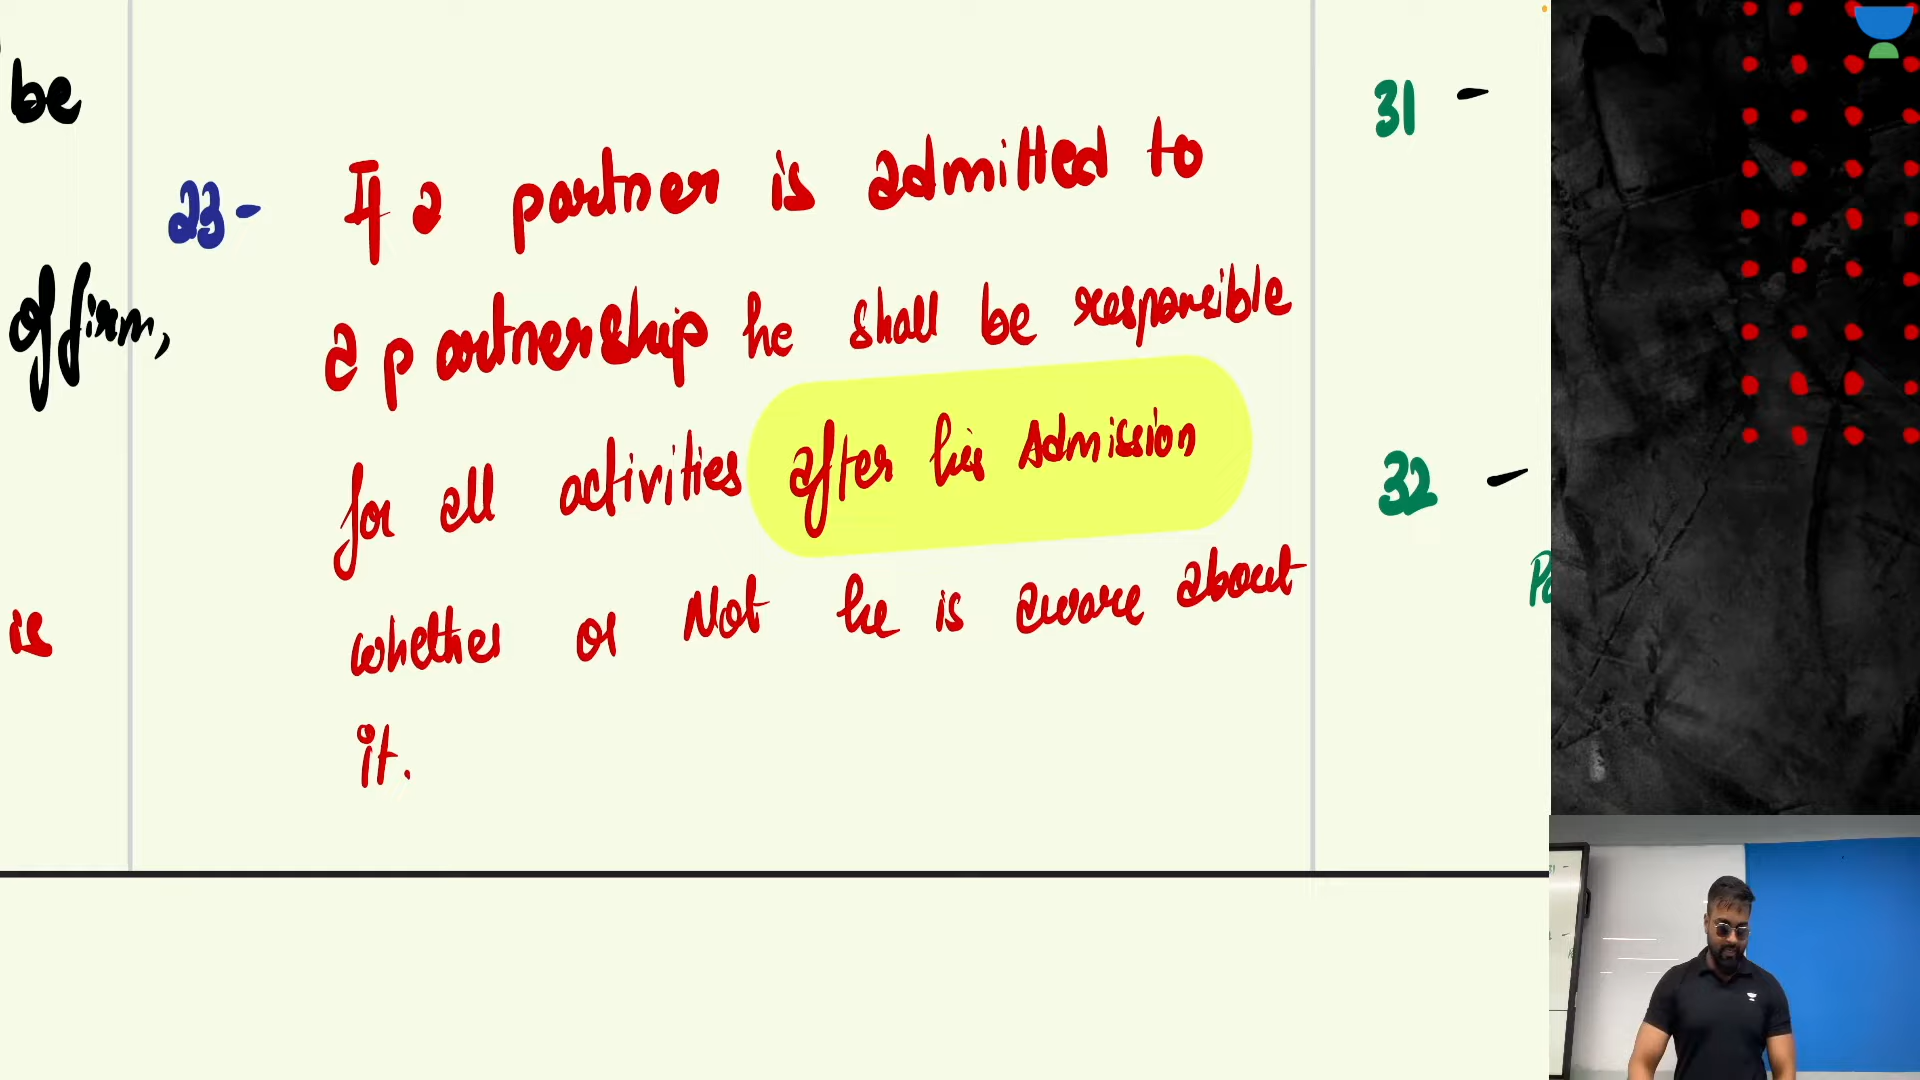 be
of firm,
is
23-
If a partner is admitted to
a partnership he shall be responsible
for all activities after his Admission
whether or Not he is aware about
it.
31 -
32 -